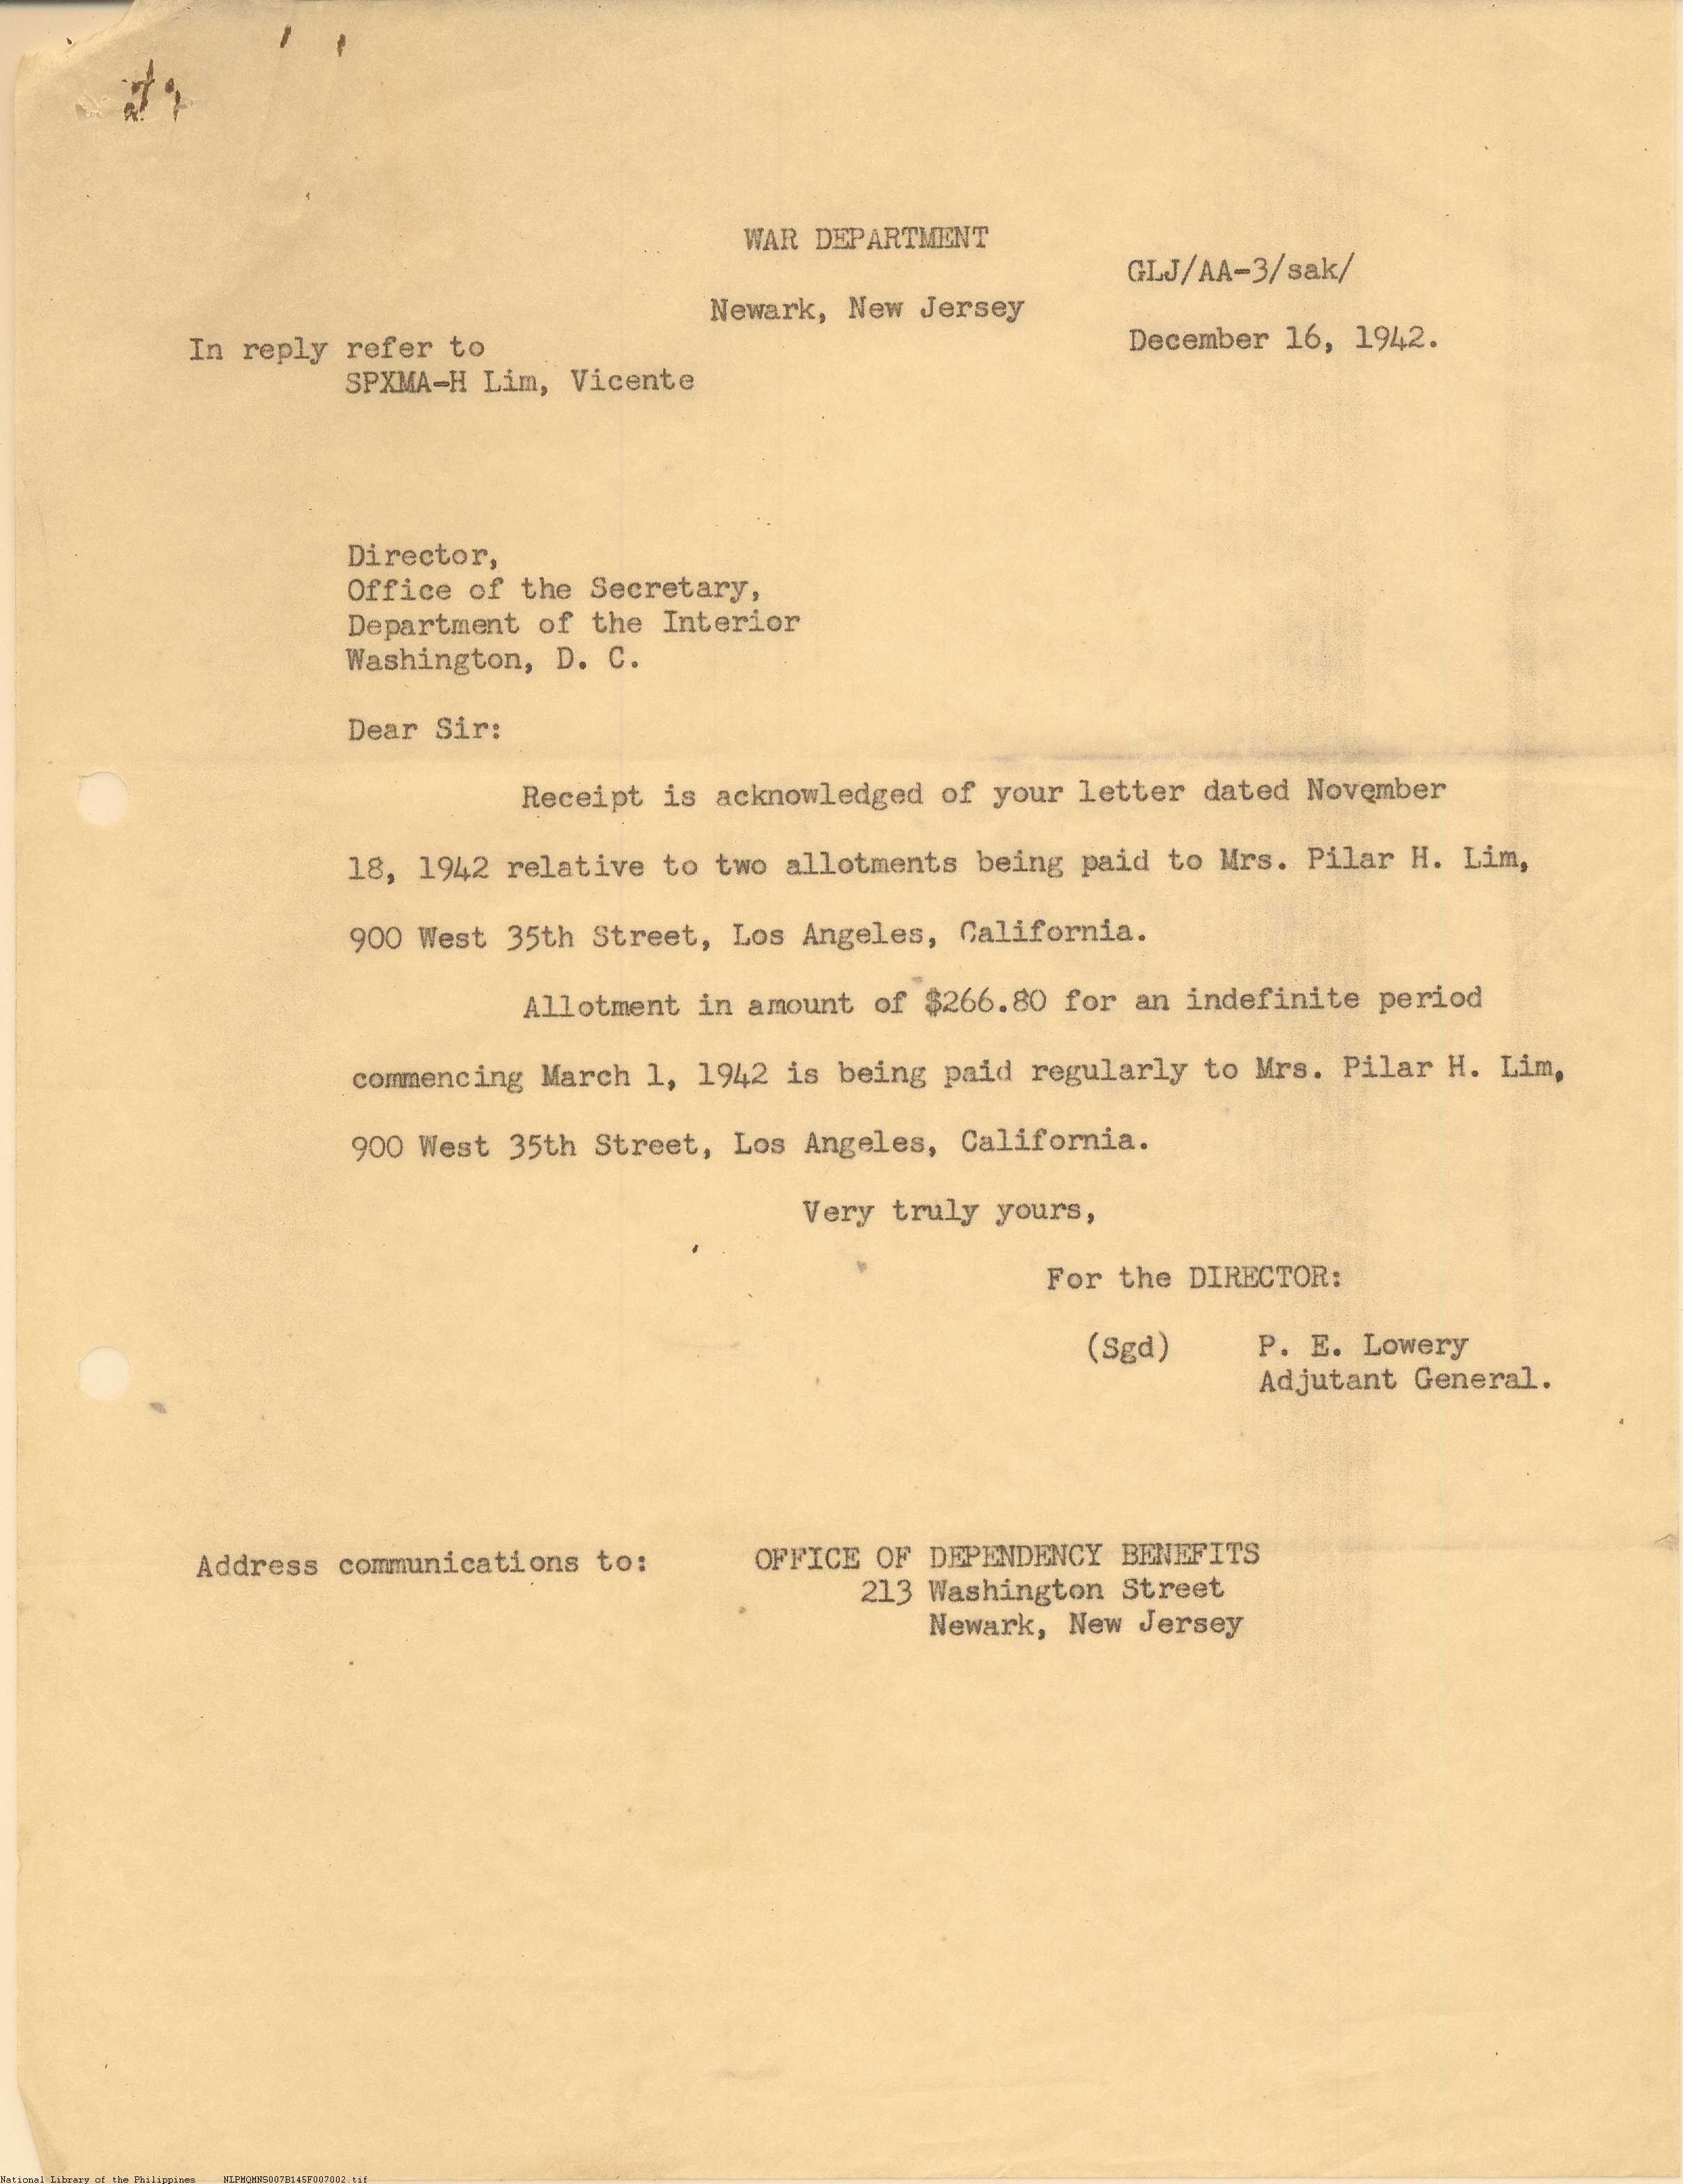 WAR DEPARTMENT
GLJ/AA-3/sak/
Newark, New Jersey
December 16, 1942.
In reply refer to
SPXMA-H Lim, Vicente
Director,
Office of the Secretary,
Department of the Interior
Washington, D. C.
Dear Sir:
Receipt is acknowledged of your letter dated November
18, 1942 relative to two allotments being paid to Mrs. Pilar H. Lim,
900 West 35th Street, Los Angeles, California.
Allotment in amount of $266.80 for an indefinite period
commencing March 1, 1942 is being paid regularly to Mrs. Pilar H. Lim,
900 West 35th Street, Los Angeles, California.
Very truly yours,
For the DIRECTOR:
(Sgd) P. E. Lowery
Adjutant General.
Address communications to: OFFICE OF DEPENDENCY BENEFITS
213 Washington Street
Newark, New Jersey
National Library of the Philippines NLPMQMNS007B145F007002.tif